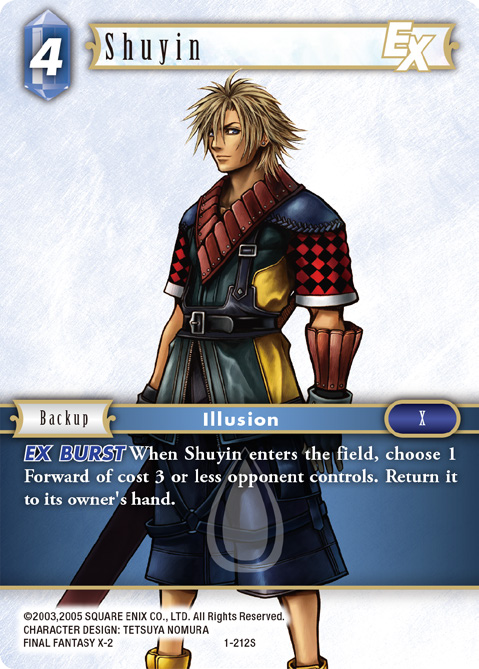 4
Shuyin
EX
Backup
Illusion
X
EX BURST When Shuyin enters the field, choose 1
Forward of cost 3 or less opponent controls. Return it
to its owner's hand.
©2003,2005 SQUARE ENIX CO., LTD. All Rights Reserved.
CHARACTER DESIGN: TETSUYA NOMURA
FINAL FANTASY X-2
1-212S